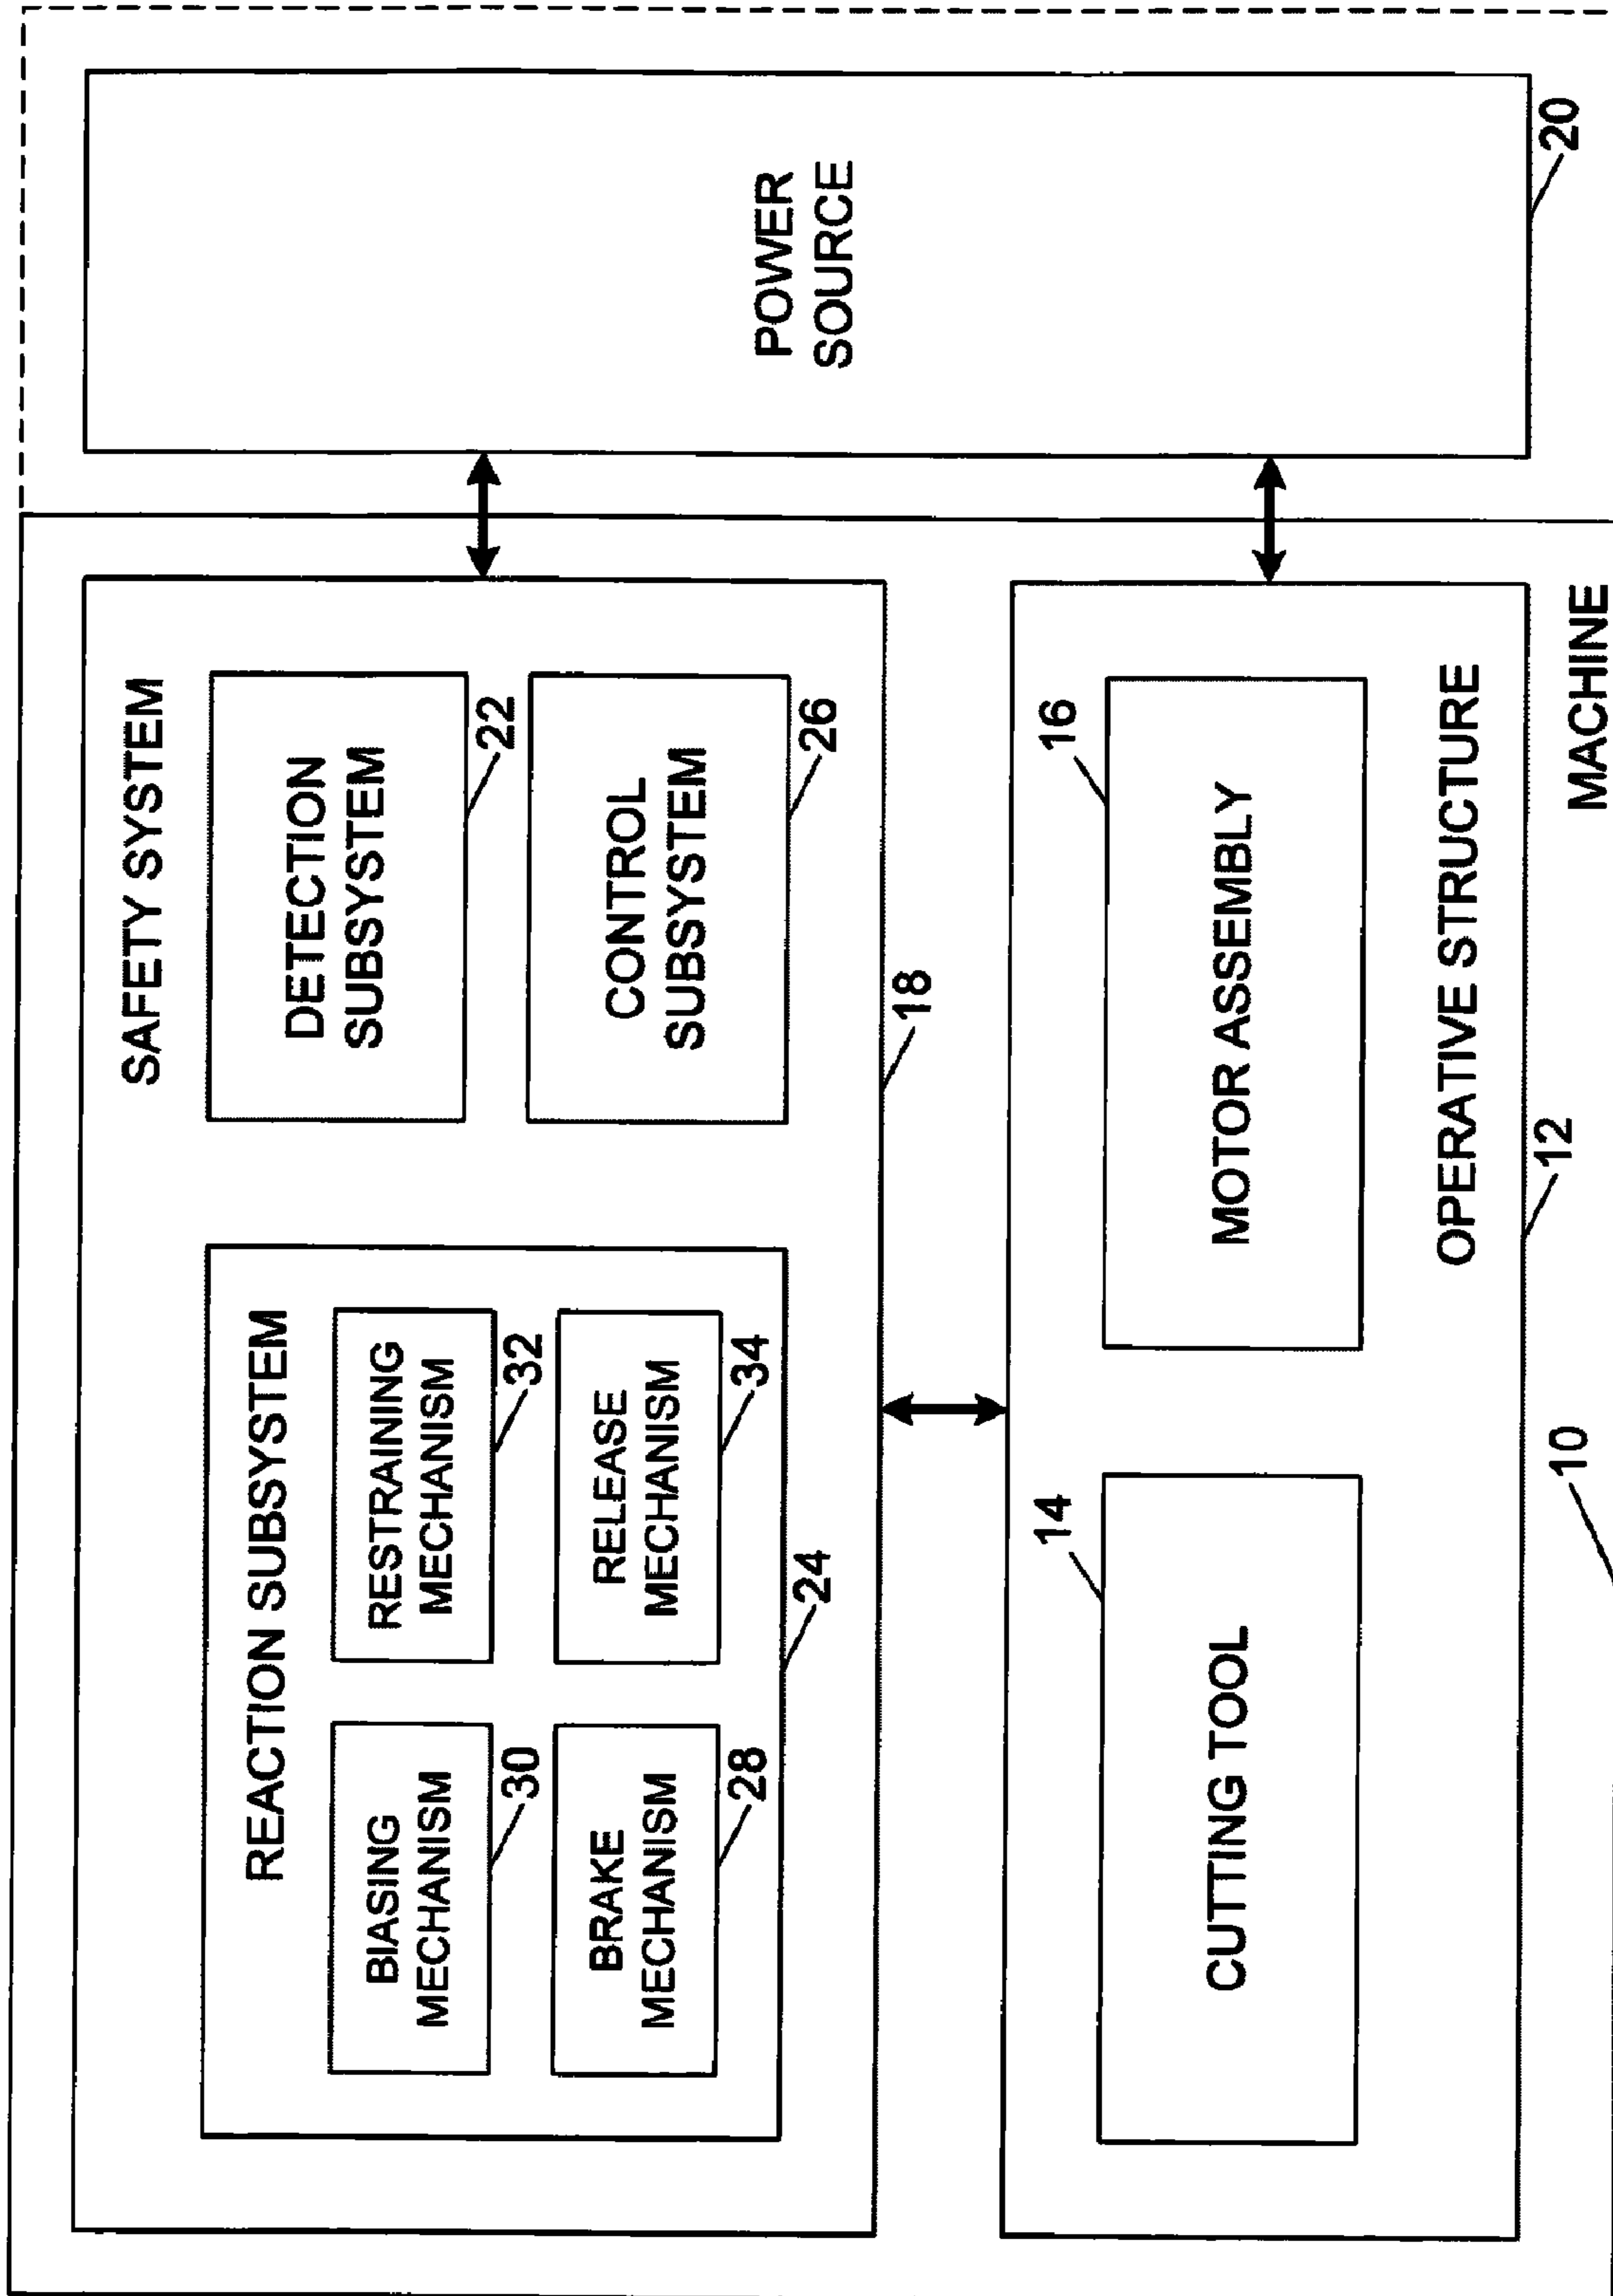 SAFETY SYSTEM
REACTION SUBSYSTEM
BIASING
MECHANISM
30
RESTRAINING
MECHANISM
32
BRAKE
MECHANISM
28
RELEASE
MECHANISM
34
24
DETECTION
SUBSYSTEM
22
CONTROL
SUBSYSTEM
26
18
POWER
SOURCE
20
14
CUTTING TOOL
16
MOTOR ASSEMBLY
OPERATIVE STRUCTURE
12
10
MACHINE